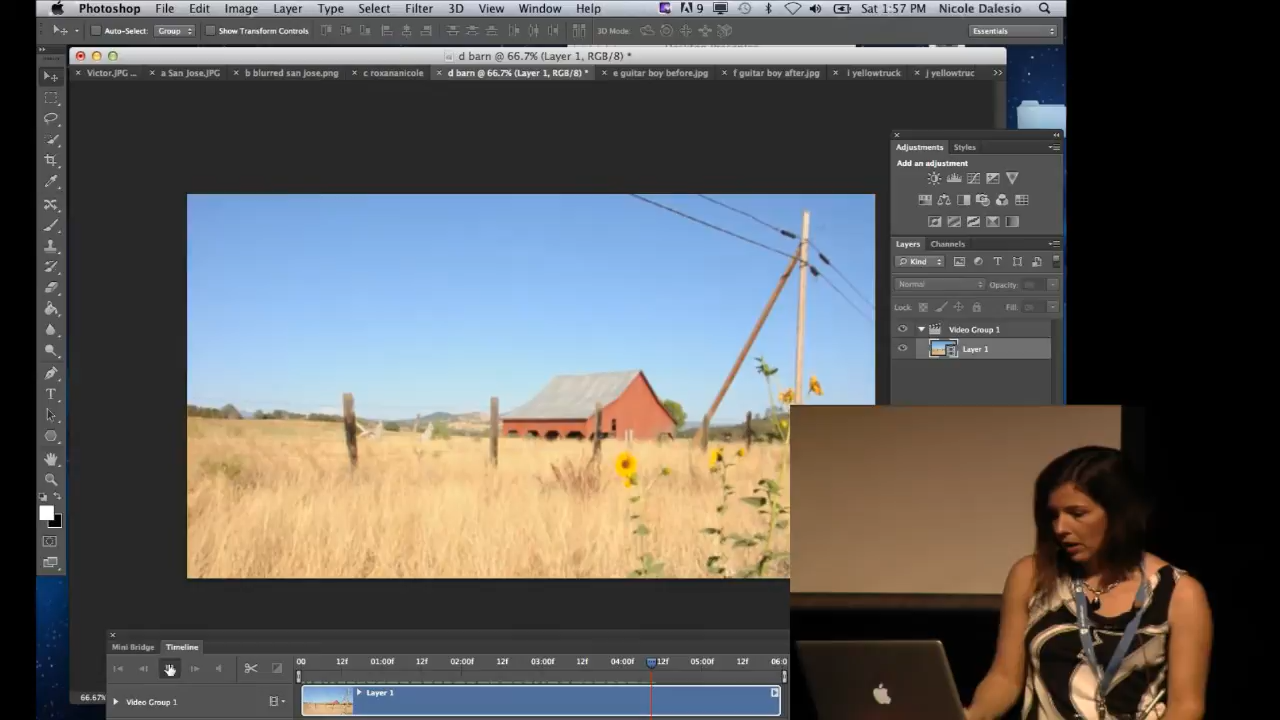 Photoshop File Edit Image Layer Type Select Filter 3D View Window Help 9 Sat 1:57 PM Nicole Dalesio
Auto-Select: Group Show Transform Controls 3D Mode: Essentials
d barn @ 66.7% (Layer 1, RGB/8) *
Victor.JPG ... a San Jose.JPG b blurred san jose.png c roxananicole d barn @ 66.7% (Layer 1, RGB/8) * e guitar boy before.jpg f guitar boy after.jpg i yellowtruck j yellowtruc
Adjustments Styles
Add an adjustment
Layers Channels
Kind
Normal Opacity:
Lock: Fill:
Video Group 1
Layer 1
Mini Bridge Timeline
00 12f 01:00f 12f 02:00f 12f 03:00f 12f 04:00f 12f 05:00f 12f 06:0
Layer 1
66.67%
Video Group 1